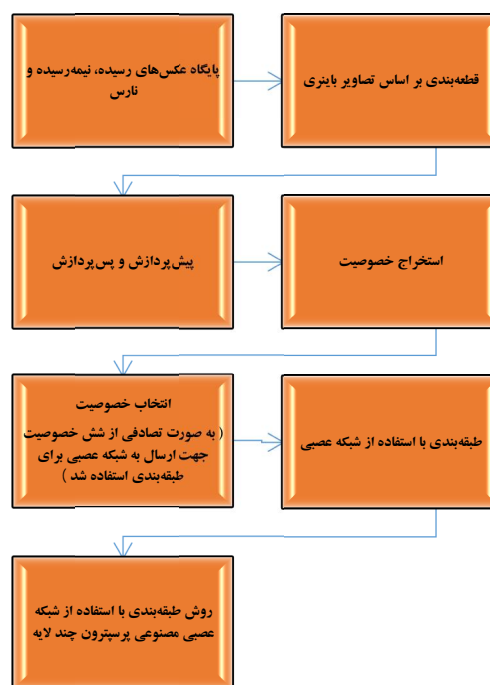 پایگاه عکس‌های رسیده، نیمه‌رسیده و
نارس
قطعه‌بندی بر اساس تصاویر باینری
پیش‌پردازش و پس‌پردازش
استخراج خصوصیت
انتخاب خصوصیت
( به صورت تصادفی از شش خصوصیت
جهت ارسال به شبکه عصبی برای
طبقه‌بندی استفاده شد )
طبقه‌بندی با استفاده از شبکه عصبی
روش طبقه‌بندی با استفاده از شبکه
عصبی مصنوعی پرسپترون چند لایه